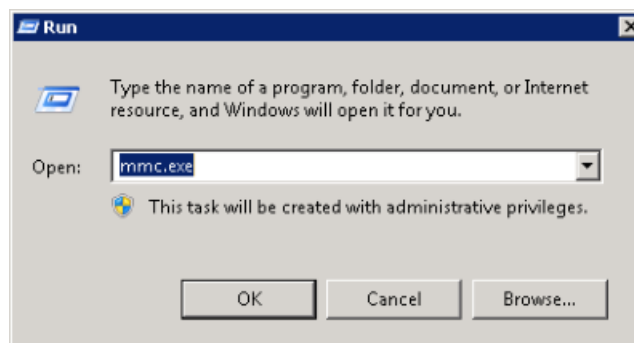 Run
Type the name of a program, folder, document, or Internet
resource, and Windows will open it for you.
Open: mmc.exe
This task will be created with administrative privileges.
OK Cancel Browse...